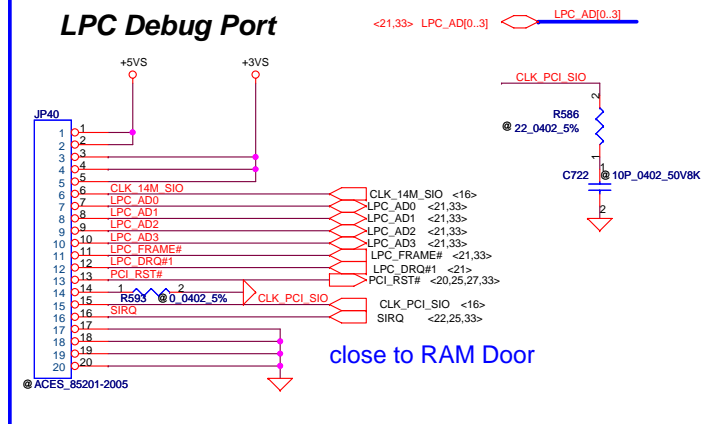 LPC Debug Port
<21,33> LPC_AD[0..3]
LPC_AD[0..3]
+5VS
+3VS
CLK_PCI_SIO
2
R586
@ 22_0402_5%
1
1
C722 @ 10P_0402_50V8K
2
JP40
1 1
2 2
3 3
4 4
5 5
6 6 CLK_14M_SIO CLK_14M_SIO <16>
7 7 LPC_AD0 LPC_AD0 <21,33>
8 8 LPC_AD1 LPC_AD1 <21,33>
9 9 LPC_AD2 LPC_AD2 <21,33>
10 10 LPC_AD3 LPC_AD3 <21,33>
11 11 LPC_FRAME# LPC_FRAME# <21,33>
12 12 LPC_DRQ#1 LPC_DRQ#1 <21>
13 13 PCI_RST# PCI_RST# <20,25,27,33>
14 14 1 2
R593 @ 0_0402_5%
15 15 CLK_PCI_SIO CLK_PCI_SIO <16>
16 16 SIRQ SIRQ <22,25,33>
17 17
18 18
19 19
20 20
@ ACES_85201-2005
close to RAM Door